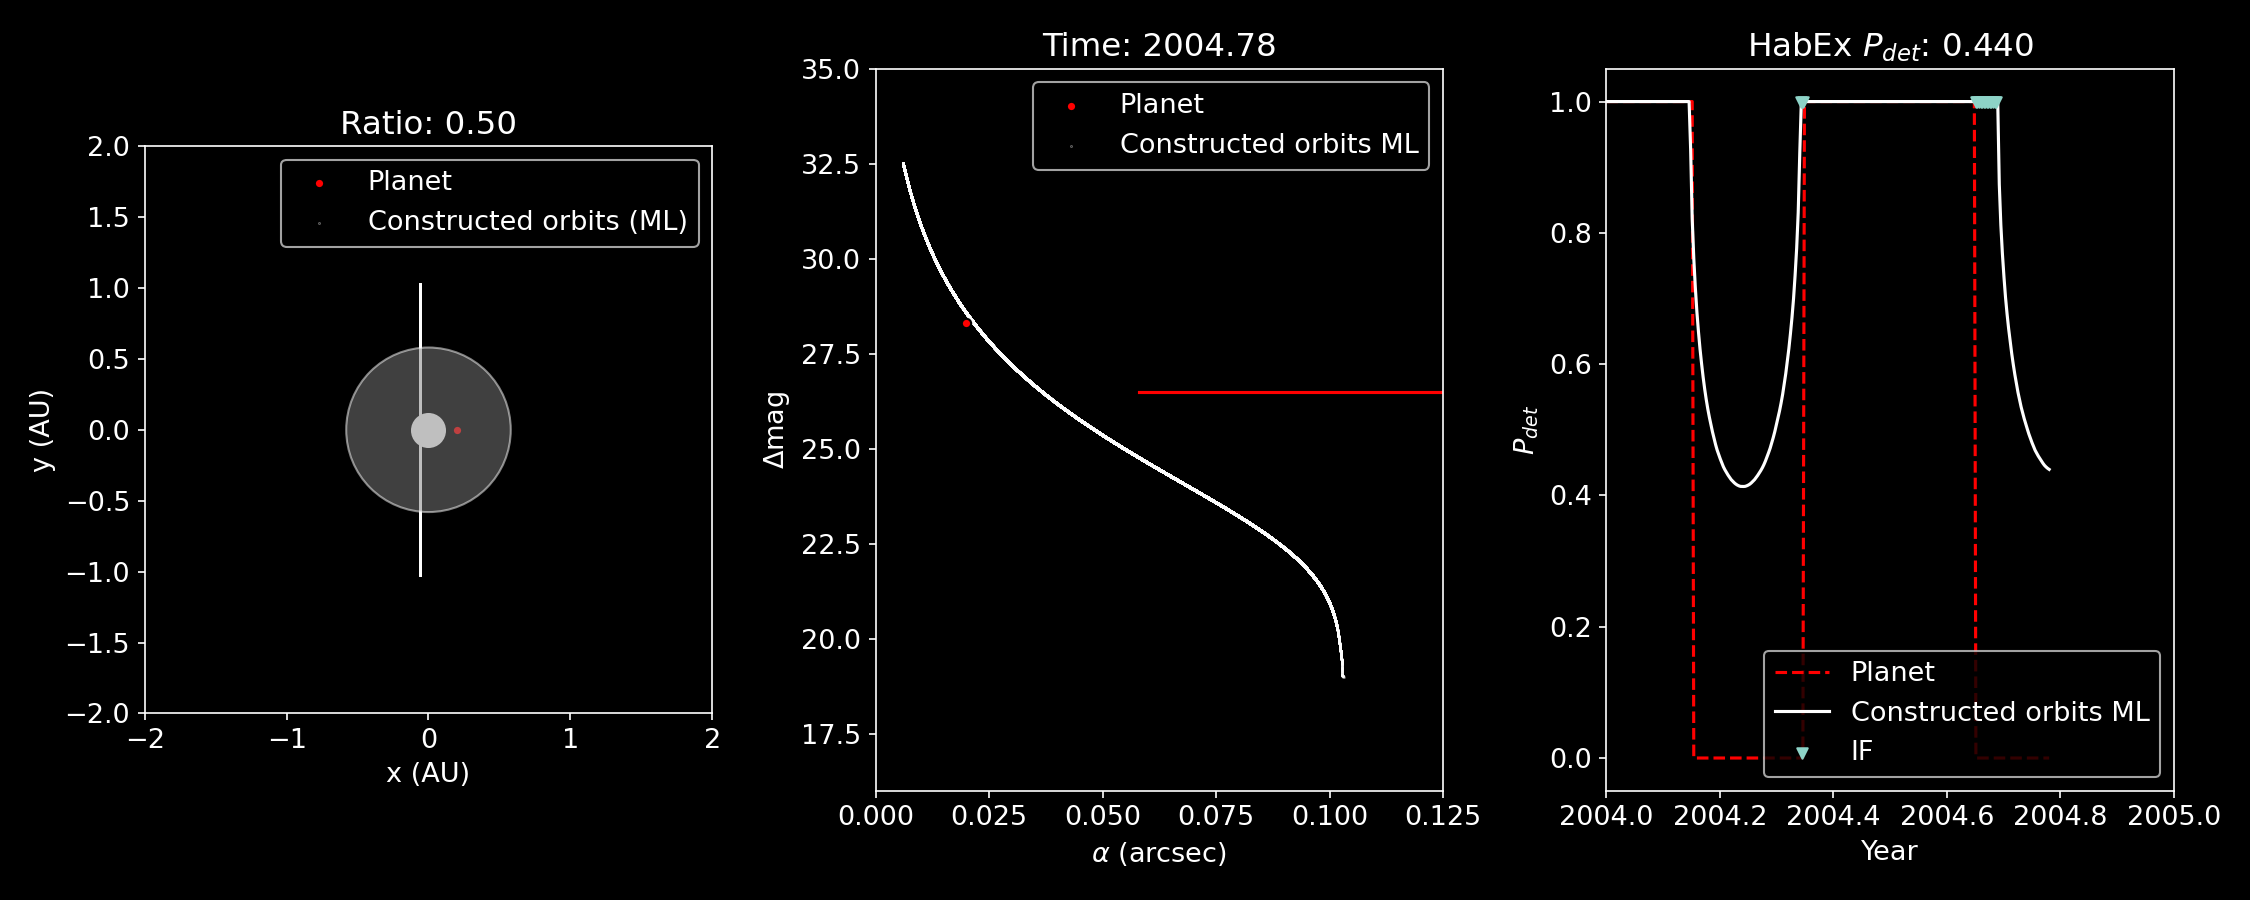 Ratio: 0.50
2.0
1.5
1.0
0.5
0.0
−0.5
−1.0
−1.5
−2.0
−2
−1
0
1
2
x (AU)
y (AU)
Planet
Constructed orbits (ML)
Time: 2004.78
35.0
32.5
30.0
27.5
25.0
22.5
20.0
17.5
0.000
0.025
0.050
0.075
0.100
0.125
α (arcsec)
Δmag
Planet
Constructed orbits ML
HabEx P_det: 0.440
1.0
0.8
0.6
0.4
0.2
0.0
2004.0
2004.2
2004.4
2004.6
2004.8
2005.0
Year
P_det
Planet
Constructed orbits ML
IF